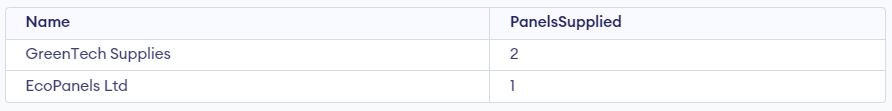 Name PanelsSupplied
GreenTech Supplies 2
EcoPanels Ltd 1